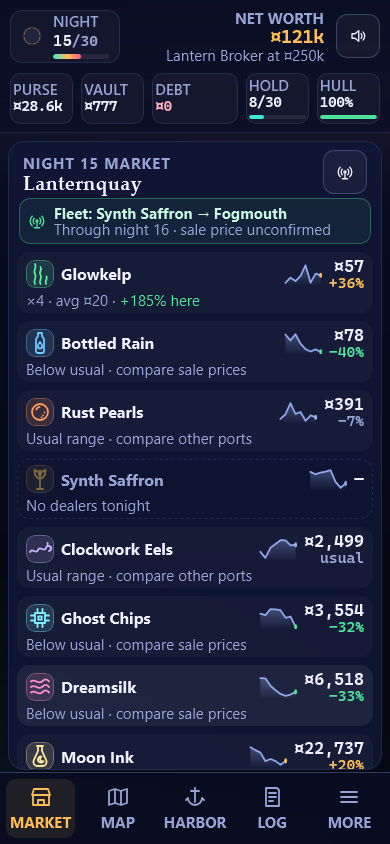 NIGHT
15/30
NET WORTH
¤121k
Lantern Broker at ¤250k
PURSE
¤28.6k
VAULT
¤777
DEBT
¤0
HOLD
8/30
HULL
100%
NIGHT 15 MARKET
Lanternquay
Fleet: Synth Saffron → Fogmouth
Through night 16 · sale price unconfirmed
Glowkelp
¤57
+36%
×4 · avg ¤20 · +185% here
Bottled Rain
¤78
−40%
Below usual · compare sale prices
Rust Pearls
¤391
−7%
Usual range · compare other ports
Synth Saffron
—
No dealers tonight
Clockwork Eels
¤2,499
usual
Usual range · compare other ports
Ghost Chips
¤3,554
−32%
Below usual · compare sale prices
Dreamsilk
¤6,518
−33%
Below usual · compare sale prices
Moon Ink
¤22,737
+20%
MARKET
MAP
HARBOR
LOG
MORE